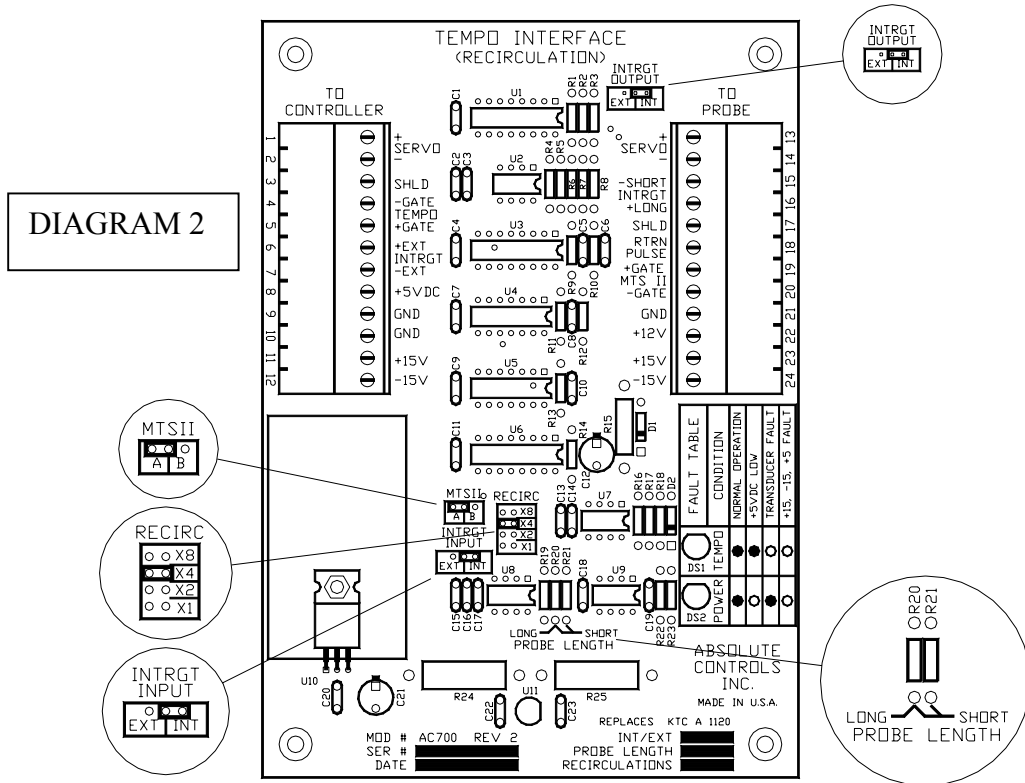 DIAGRAM 2
TEMPO INTERFACE
(RECIRCULATION)
TO
CONTROLLER
1
2
3
4
5
6
7
8
9
10
11
12
+
SERVO
-
SHLD
-GATE
TEMPO
+GATE
+EXT
INTRGT
-EXT
+5VDC
GND
GND
+15V
-15V
C1
U1
R1
R2
R3
INTRGT
OUTPUT
EXT INT
C2
C3
U2
R4
R5
R6
R7
R8
C4
U3
C5
C6
C7
U4
R9
R10
R11
C8
R12
C9
U5
C10
R13
C11
U6
R14
C12
R15
D1
TO
PROBE
+
SERVO
-
-SHORT
INTRGT
+LONG
SHLD
RTRN
PULSE
+GATE
MTS II
-GATE
GND
+12V
+15V
-15V
13
14
15
16
17
18
19
20
21
22
23
24
MTSII
A B
RECIRC
X8
X4
X2
X1
INTRGT
INPUT
EXT INT
C13
C14
U7
R16
R17
R18
D2
C15
C16
C17
U8
R19
R20
R21
C18
U9
C19
R22
R23
LONG SHORT
PROBE LENGTH
FAULT TABLE
CONDITION
NORMAL OPERATION
+5VDC LOW
TRANSDUCER FAULT
+15, -15, +5 FAULT
DS1
TEMPO
DS2
POWER
U10
C20
C21
R24
C22
U11
R25
C23
ABSOLUTE
CONTROLS
INC.
MADE IN U.S.A.
REPLACES KTC A 1120
MOD # AC700 REV 2
SER #
DATE
INT/EXT
PROBE LENGTH
RECIRCULATIONS
INTRGT
OUTPUT
EXT INT
MTSII
A B
RECIRC
X8
X4
X2
X1
INTRGT
INPUT
EXT INT
R20
R21
LONG SHORT
PROBE LENGTH